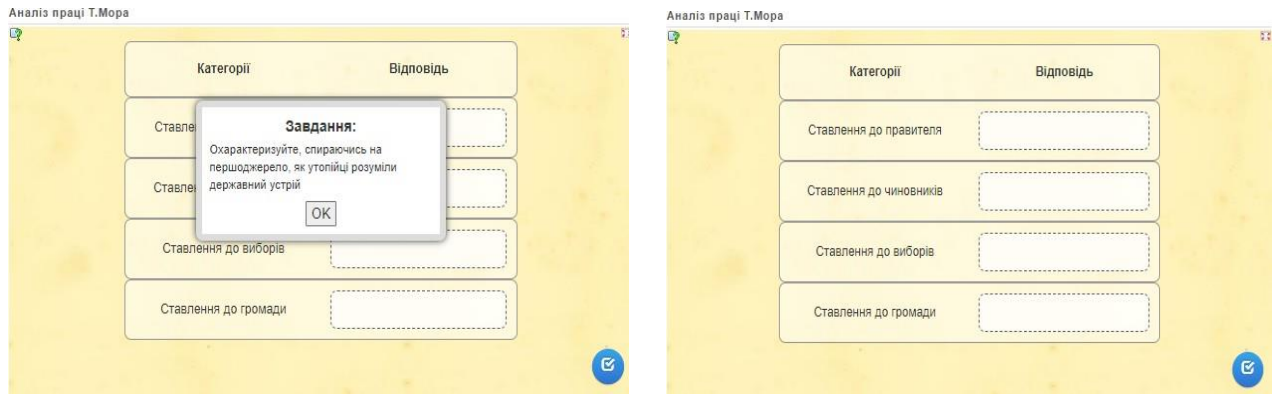 Аналіз праці Т.Мора
Категорії Відповідь
Ставле
Завдання:
Охарактеризуйте, спираючись на
першоджерело, як утопійці розуміли
державний устрій
OK
Ставле
Ставлення до виборів
Ставлення до громади
Аналіз праці Т.Мора
Категорії Відповідь
Ставлення до правителя
Ставлення до чиновників
Ставлення до виборів
Ставлення до громади